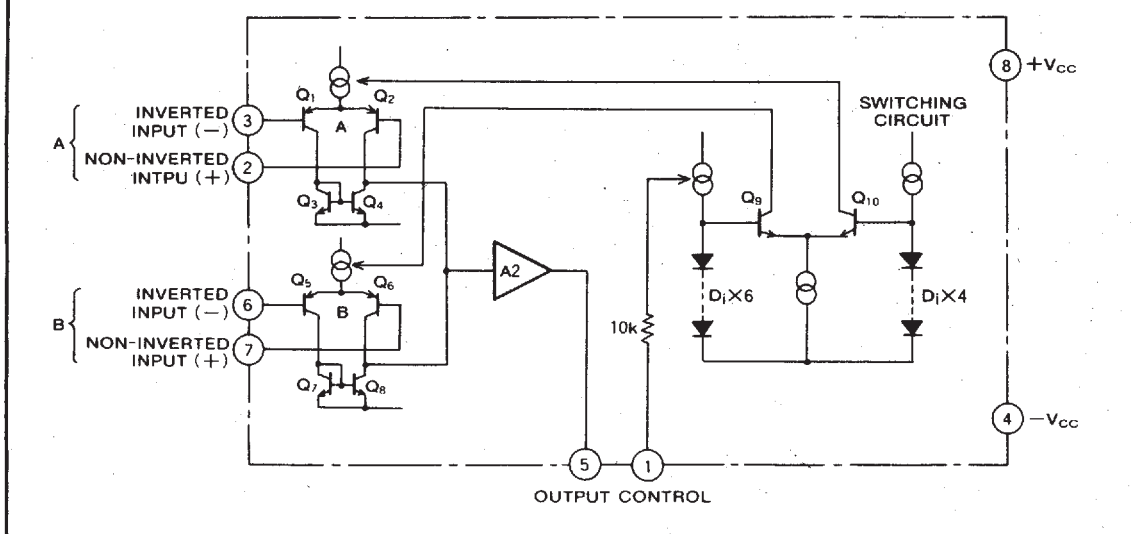 8 +Vcc
SWITCHING
CIRCUIT
A
INVERTED
INPUT (−)
3
NON-INVERTED
INTPU (+)
2
Q1
Q2
A
Q3
Q4
Q9
Q10
B
INVERTED
INPUT (−)
6
NON-INVERTED
INPUT (+)
7
Q5
Q6
B
Q7
Q8
A2
10k
Di×6
Di×4
4 −Vcc
5
1
OUTPUT CONTROL